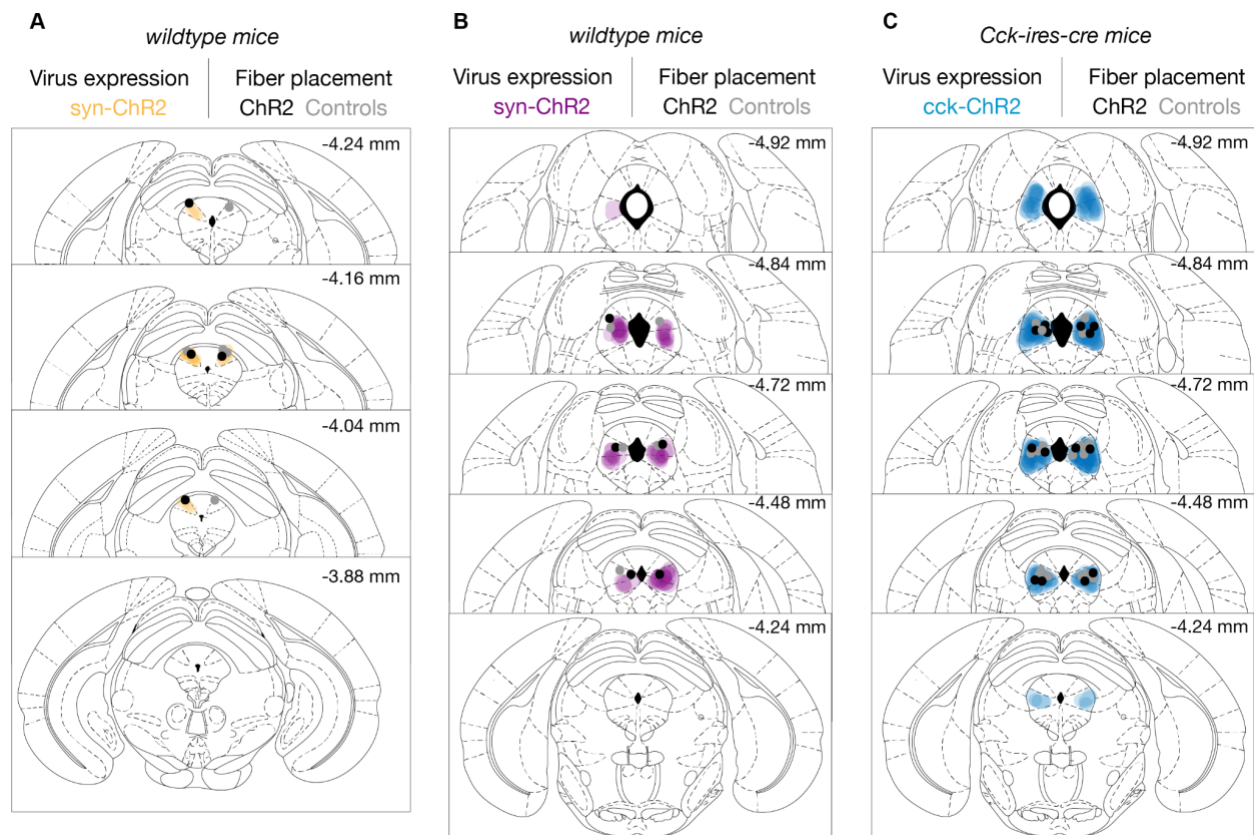 A
wildtype mice
Virus expression
Fiber placement
syn-ChR2
ChR2 Controls
-4.24 mm
-4.16 mm
-4.04 mm
-3.88 mm
B
wildtype mice
Virus expression
Fiber placement
syn-ChR2
ChR2 Controls
-4.92 mm
-4.84 mm
-4.72 mm
-4.48 mm
-4.24 mm
C
Cck-ires-cre mice
Virus expression
Fiber placement
cck-ChR2
ChR2 Controls
-4.92 mm
-4.84 mm
-4.72 mm
-4.48 mm
-4.24 mm